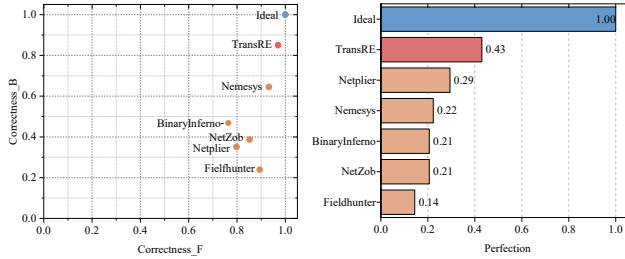 1.0
0.8
0.6
0.4
0.2
0.0
Correctness_B
Ideal
TransRE
Nemesys
BinaryInferno
NetZob
Netplier
Fielfhunter
0.0 0.2 0.4 0.6 0.8 1.0
Correctness_F
Ideal 1.00
TransRE 0.43
Netplier 0.29
Nemesys 0.22
BinaryInferno 0.21
NetZob 0.21
Fieldhunter 0.14
0.0 0.2 0.4 0.6 0.8 1.0
Perfection